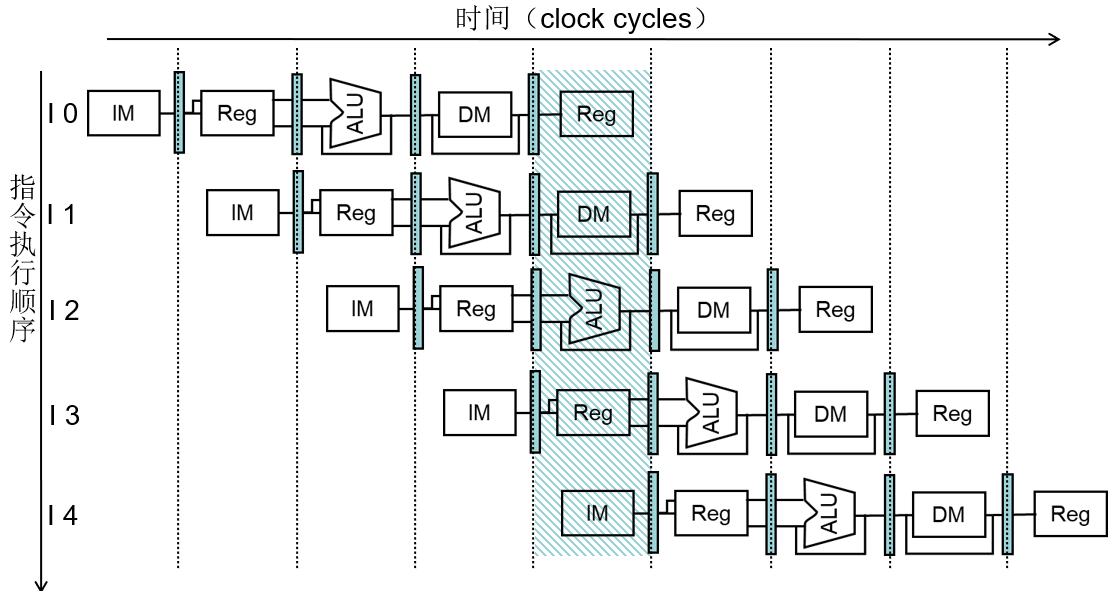 时间（clock cycles）
指令执行顺序
I 0
IM
Reg
ALU
DM
Reg
I 1
IM
Reg
ALU
DM
Reg
I 2
IM
Reg
ALU
DM
Reg
I 3
IM
Reg
ALU
DM
Reg
I 4
IM
Reg
ALU
DM
Reg